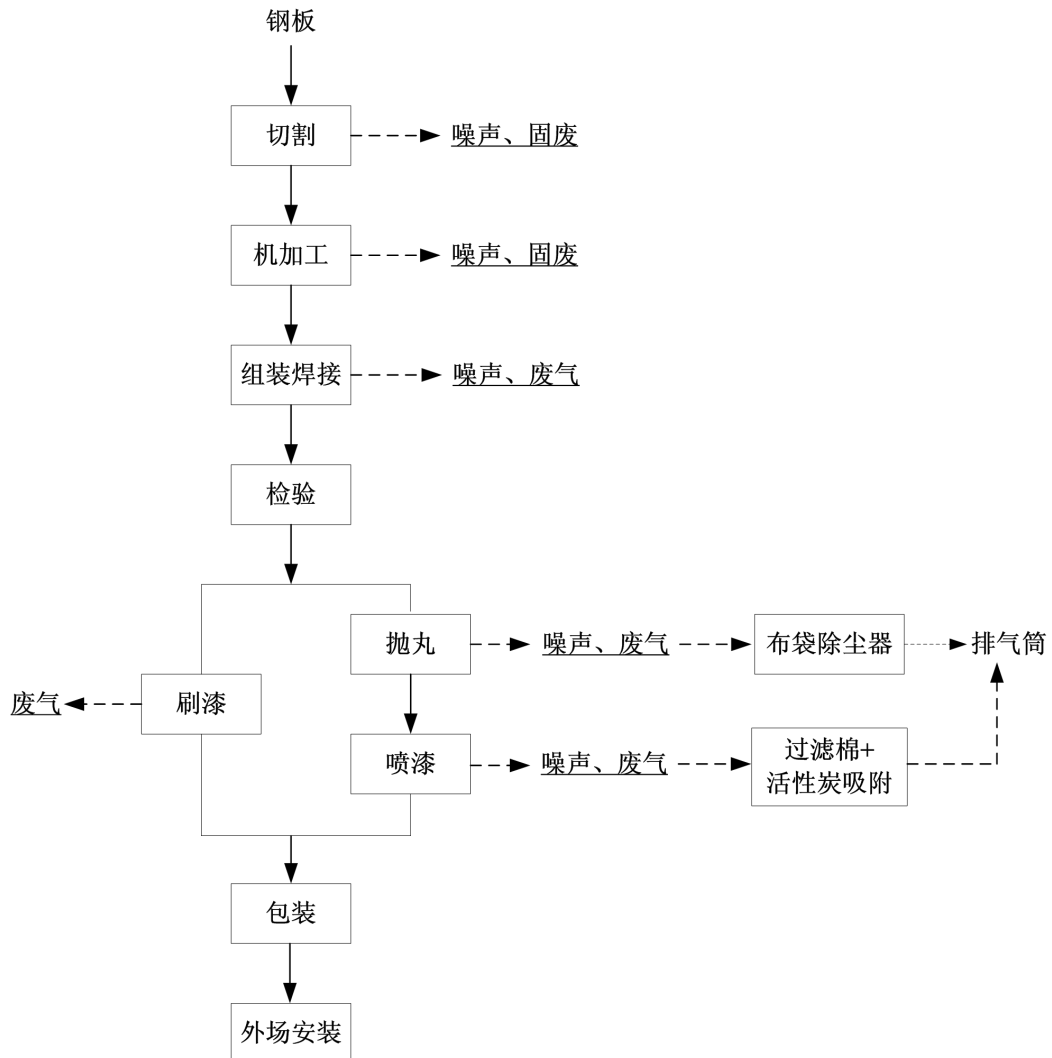 钢板
切割
噪声、固废
机加工
噪声、固废
组装焊接
噪声、废气
检验
抛丸
噪声、废气
布袋除尘器
排气筒
废气
刷漆
喷漆
噪声、废气
过滤棉+
活性炭吸附
包装
外场安装